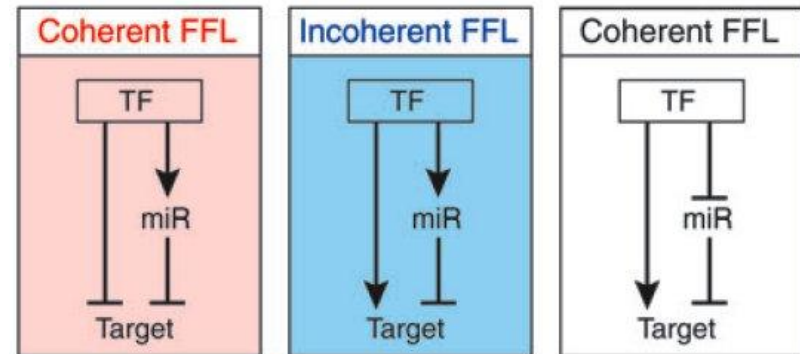 Coherent FFL
TF
miR
Target
Incoherent FFL
TF
miR
Target
Coherent FFL
TF
miR
Target